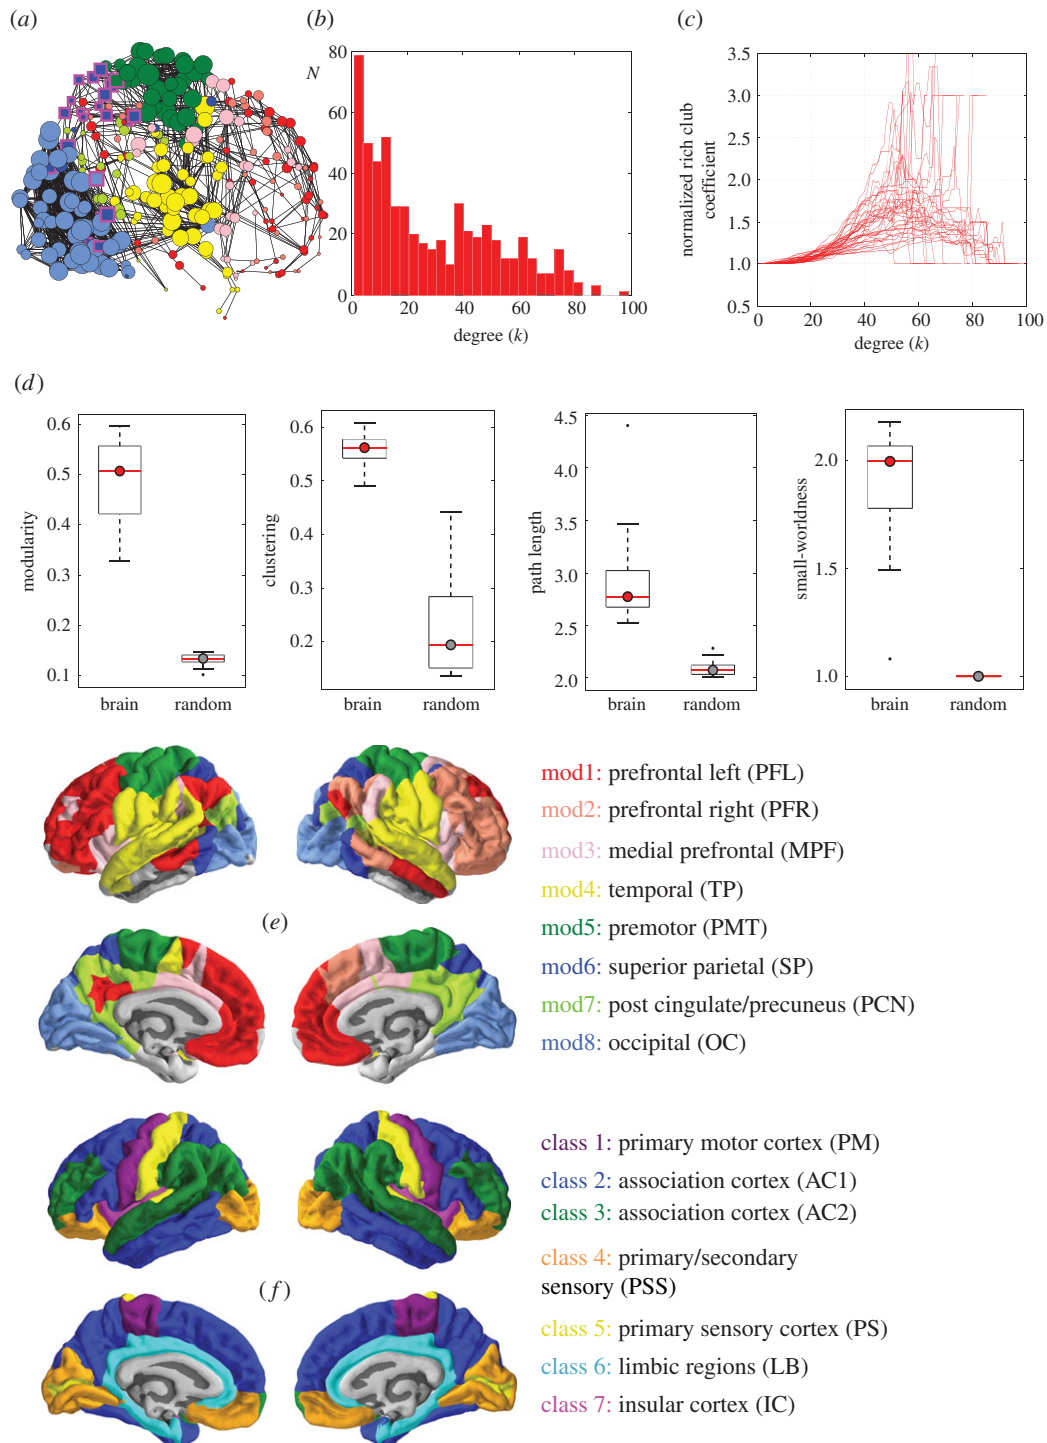 (a)
(b)
(c)
80
N
60
40
20
0
0
20
40
60
80
100
degree (k)
3.5
3.0
2.5
2.0
1.5
1.0
0.5
normalized rich club
coefficient
0
20
40
60
80
100
degree (k)
(d)
0.6
0.5
0.4
0.3
0.2
0.1
modularity
brain random
0.6
0.5
0.4
0.3
0.2
clustering
brain random
4.5
4.0
3.5
3.0
2.5
2.0
path length
brain random
2.0
1.5
1.0
small-worldness
brain random
(e)
mod1: prefrontal left (PFL)
mod2: prefrontal right (PFR)
mod3: medial prefrontal (MPF)
mod4: temporal (TP)
mod5: premotor (PMT)
mod6: superior parietal (SP)
mod7: post cingulate/precuneus (PCN)
mod8: occipital (OC)
(f)
class 1: primary motor cortex (PM)
class 2: association cortex (AC1)
class 3: association cortex (AC2)
class 4: primary/secondary
sensory (PSS)
class 5: primary sensory cortex (PS)
class 6: limbic regions (LB)
class 7: insular cortex (IC)